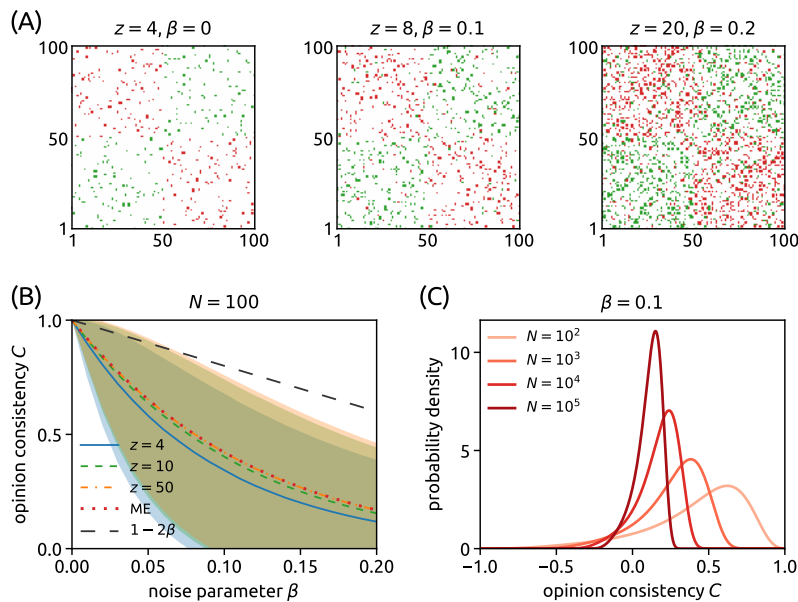 (A)
z = 4, β = 0
z = 8, β = 0.1
z = 20, β = 0.2
100
50
1
1
50
100
100
50
1
1
50
100
100
50
1
1
50
100
(B)
N = 100
opinion consistency C
1.0
0.5
0.0
z = 4
z = 10
z = 50
ME
1 − 2β
0.00
0.05
0.10
0.15
0.20
noise parameter β
(C)
β = 0.1
probability density
10
5
0
N = 10²
N = 10³
N = 10⁴
N = 10⁵
−1.0
−0.5
0.0
0.5
1.0
opinion consistency C